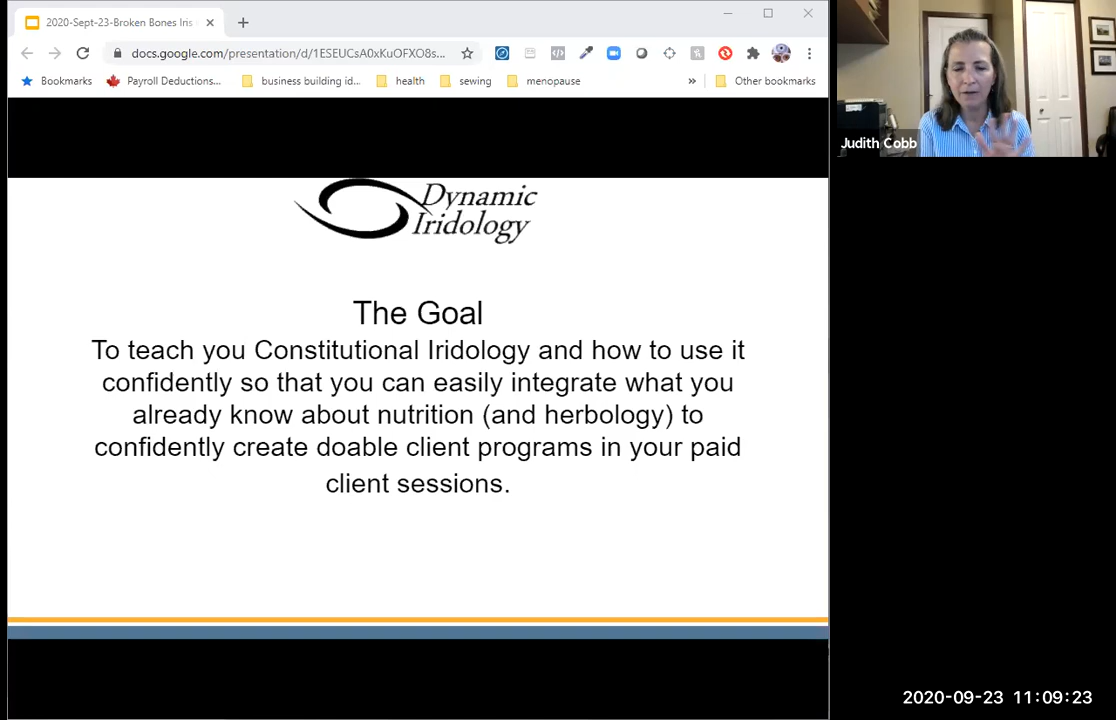 2020-Sept-23-Broken Bones Iris
docs.google.com/presentation/d/1ESEUCsA0xKuOFXO8s...
Bookmarks
Payroll Deductions...
business building id...
health
sewing
menopause
»
Other bookmarks
Judith Cobb
Dynamic
Iridology
The Goal
To teach you Constitutional Iridology and how to use it
confidently so that you can easily integrate what you
already know about nutrition (and herbology) to
confidently create doable client programs in your paid
client sessions.
2020-09-23 11:09:23